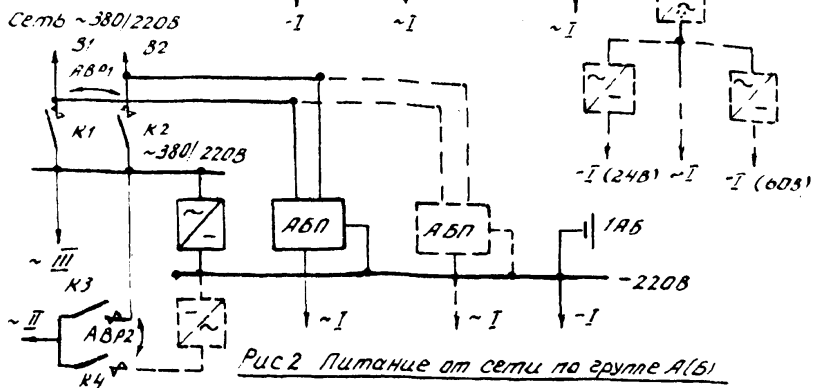 -I ~I ~I
Сеть ~380/220В
В1 В2
АВР1
К1 К2
~380/220В
-I (24В) ~I -I (60В)
АБП АБП 1АБ
~III
К3
-220В
~II
АВР2
~I ~I -I
К4
Рис 2 Питание от сети по группе А(Б)